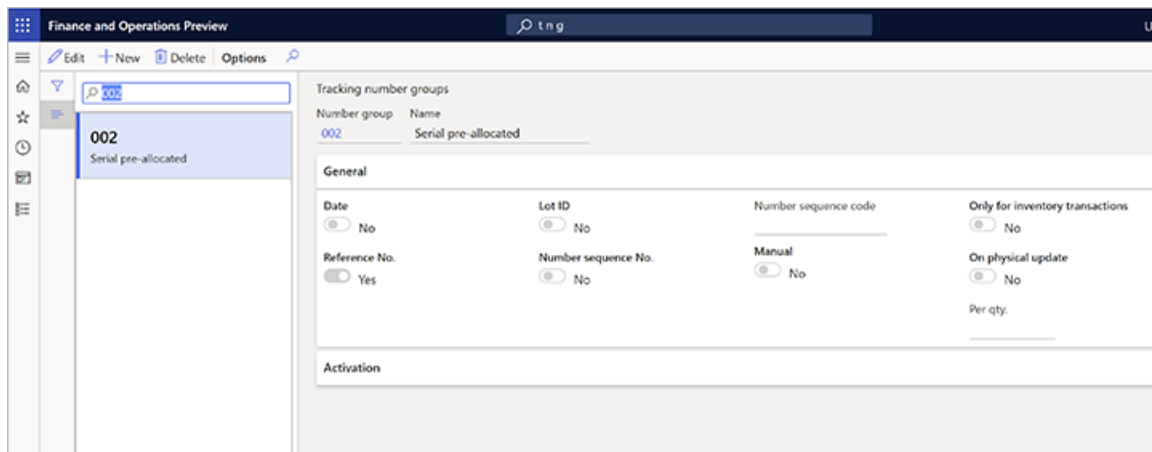 Finance and Operations Preview
t n g
U
Edit New Delete Options
002
002
Serial pre-allocated
Tracking number groups
Number group Name
002 Serial pre-allocated
General
Date Lot ID Number sequence code Only for inventory transactions
No No No
Reference No. Number sequence No. Manual On physical update
Yes No No No
Per qty.
Activation